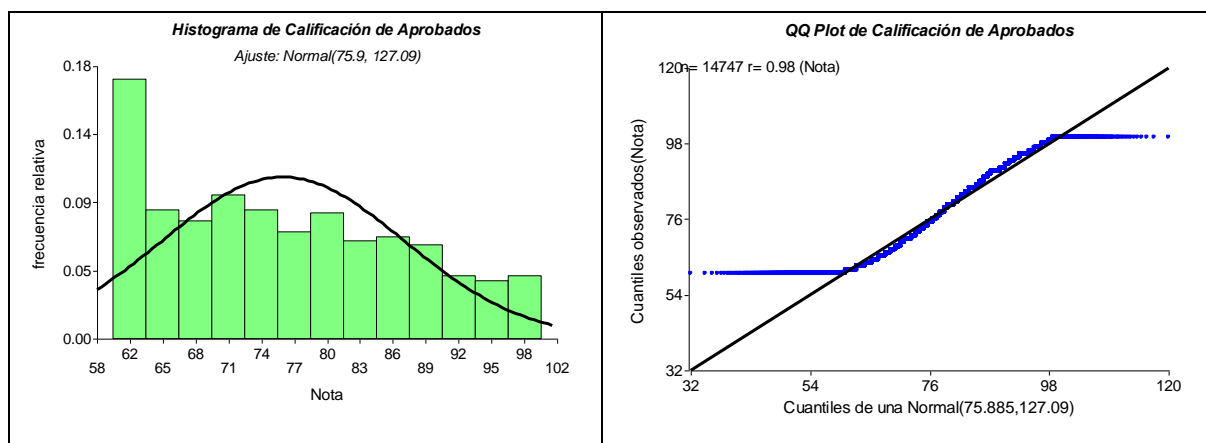 Histograma de Calificación de Aprobados
Ajuste: Normal(75.9, 127.09)
0.18
0.14
0.09
0.05
0.00
frecuencia relativa
62 68 74 80 86 92 98
58 65 71 77 83 89 95 102
Nota
QQ Plot de Calificación de Aprobados
n= 14747 r= 0.98 (Nota)
120
98
76
54
32
Cuantiles observados(Nota)
32 54 76 98 120
Cuantiles de una Normal(75.885,127.09)